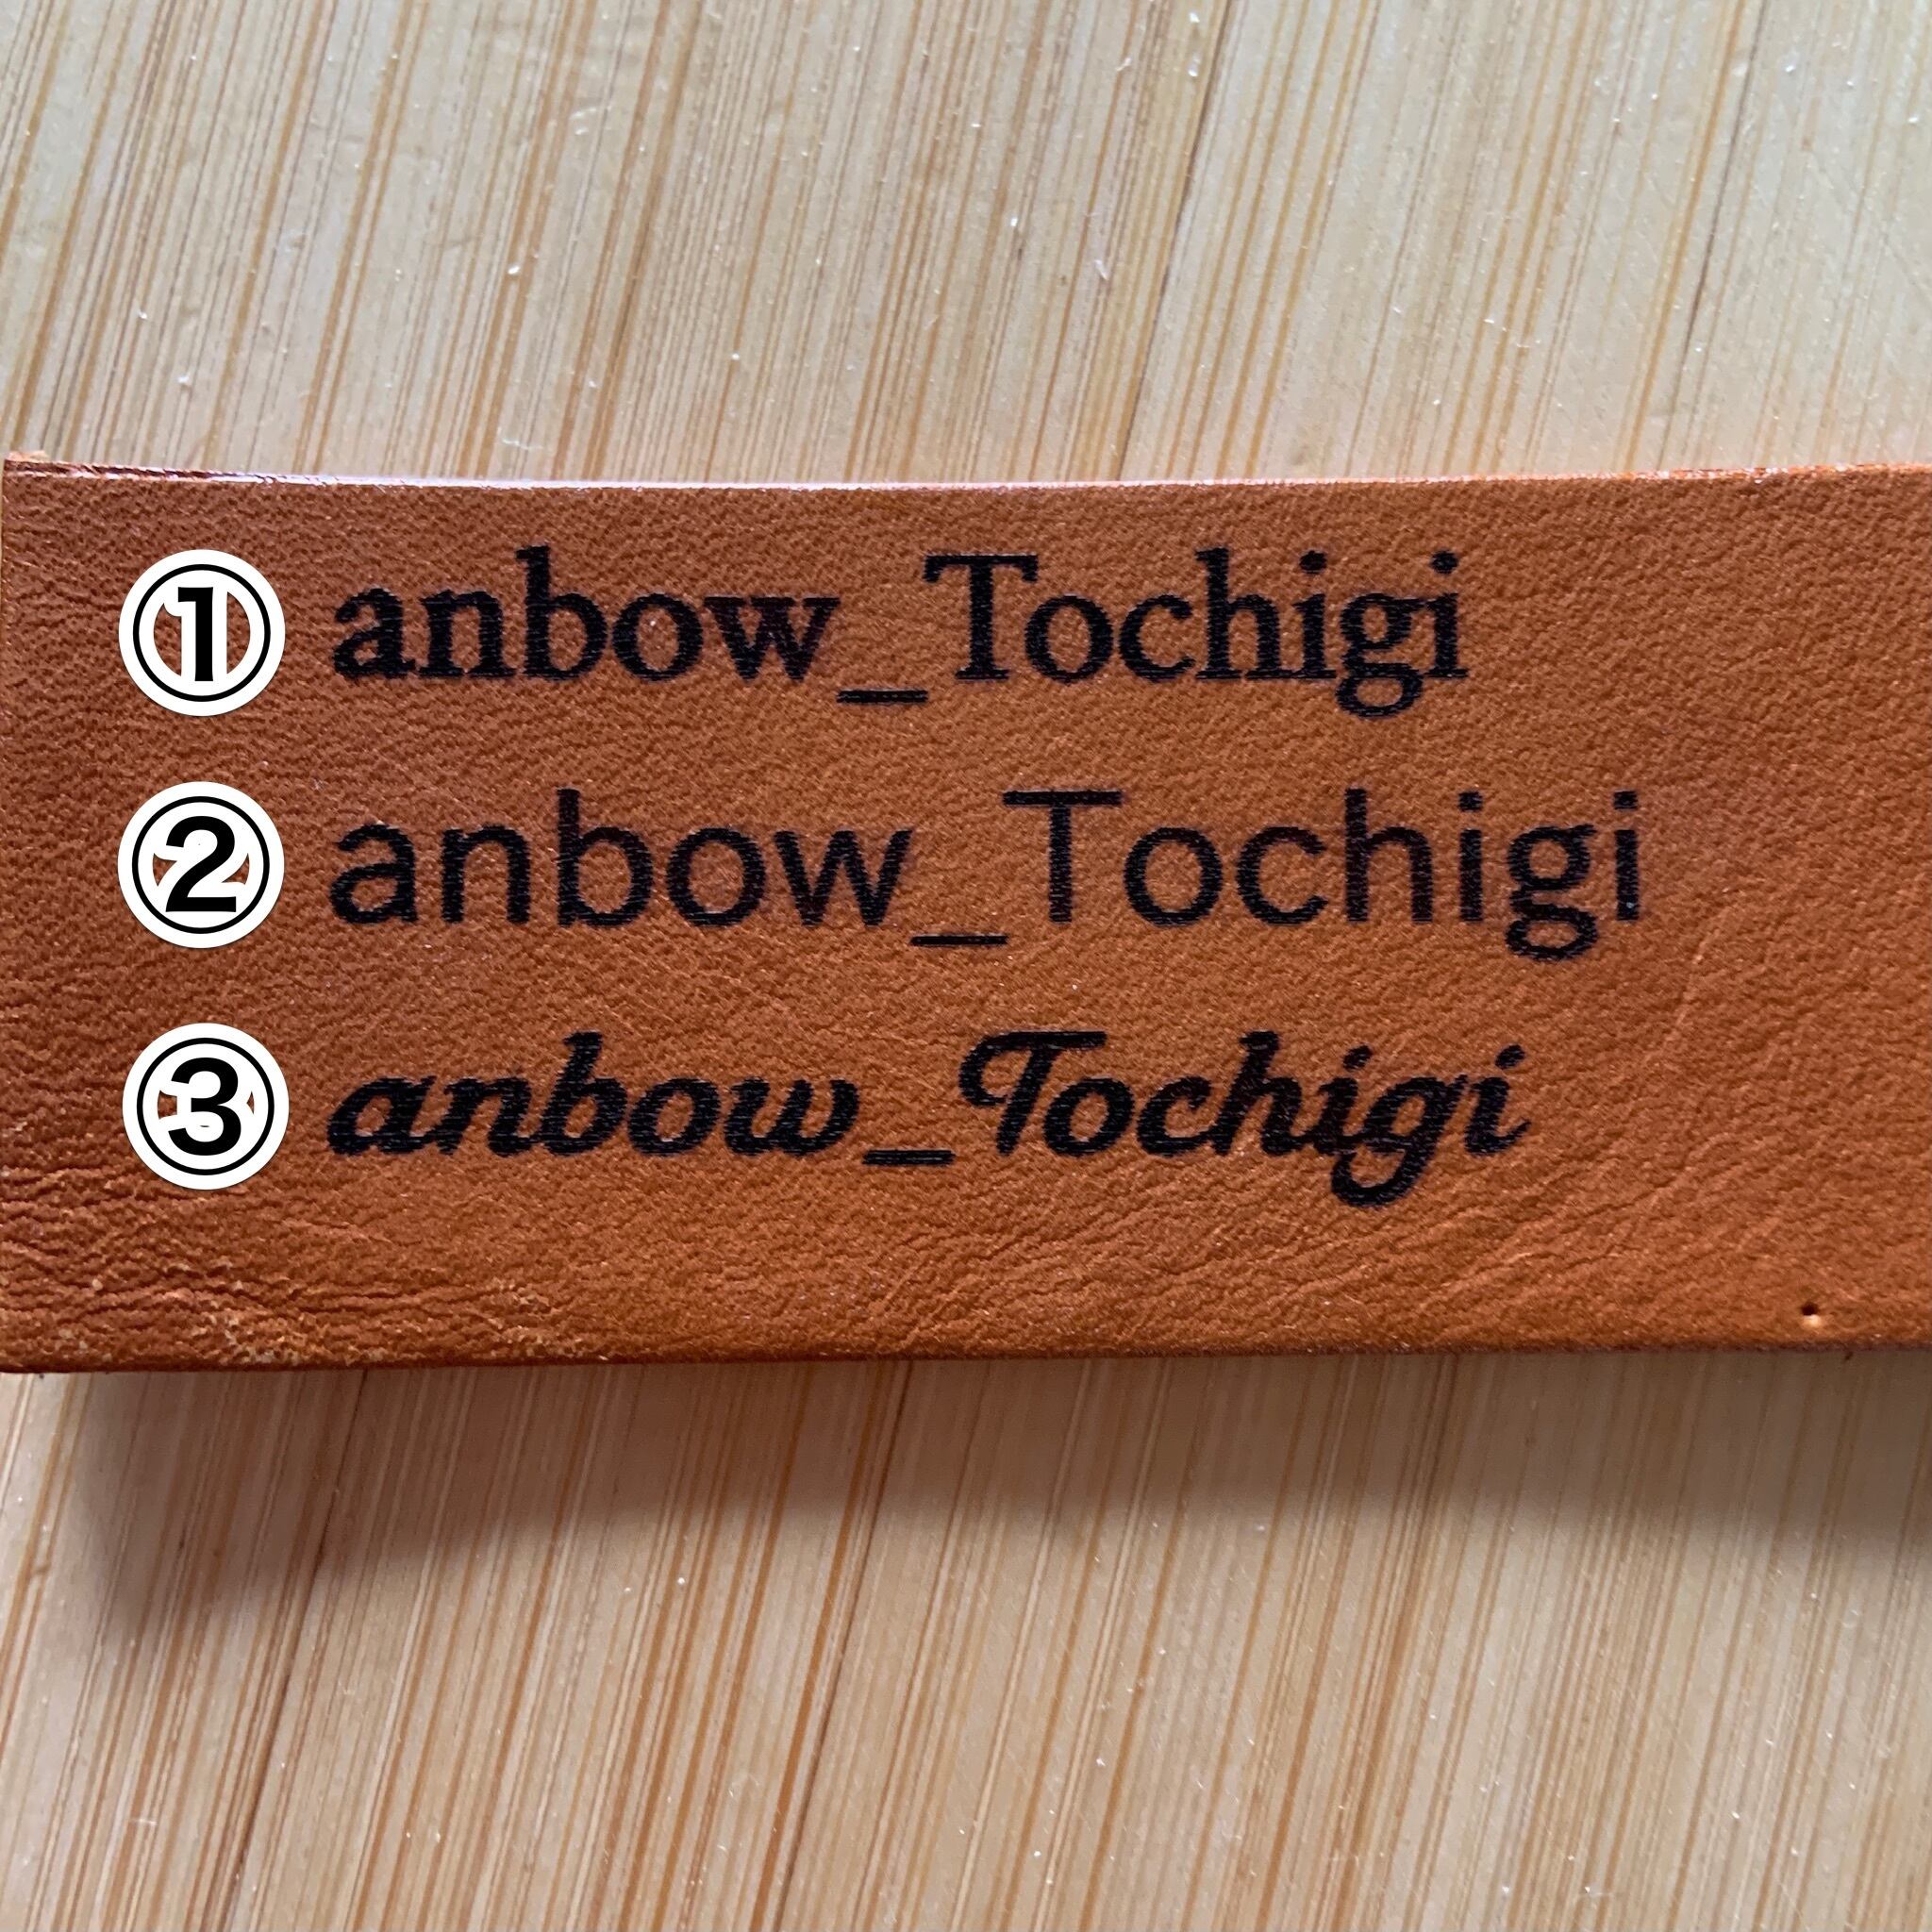 ① anbow_Tochigi
② anbow_Tochigi
③ anbow_Tochigi